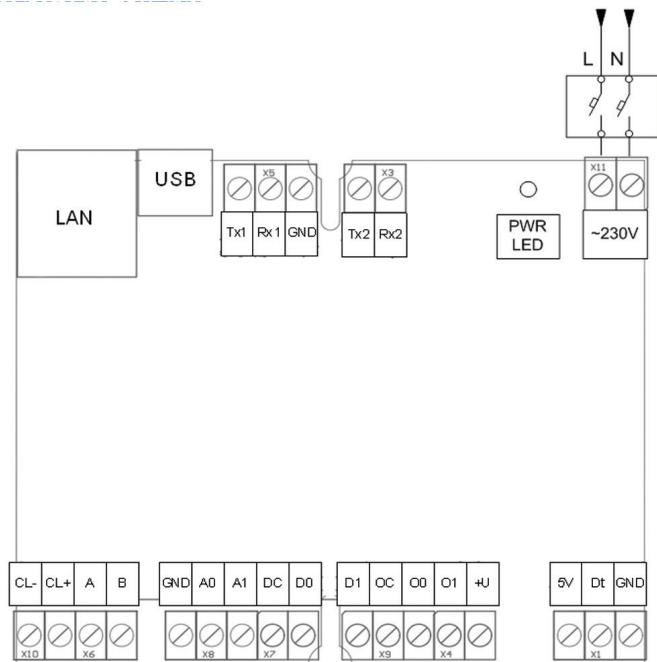 L N
X11
USB
X5
X3
LAN
Tx1 Rx1 GND
Tx2 Rx2
PWR
LED
~230V
CL- CL+ A B
GND A0 A1 DC D0
D1 OC O0 O1 +U
5V Dt GND
X10 X6
X8 X7
X9 X4
X1